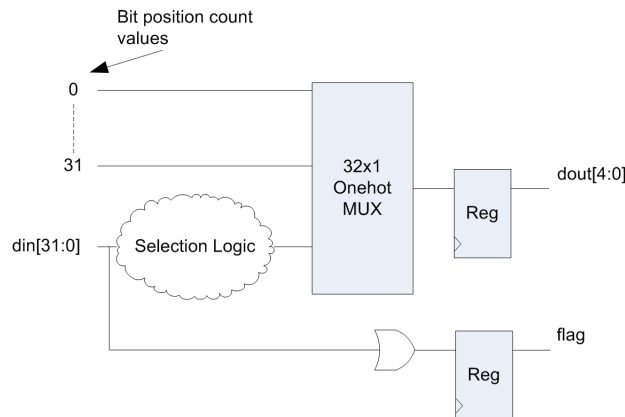 Bit position count
values
0
31
32x1
Onehot
MUX
din[31:0]
Selection Logic
Reg
dout[4:0]
flag
Reg